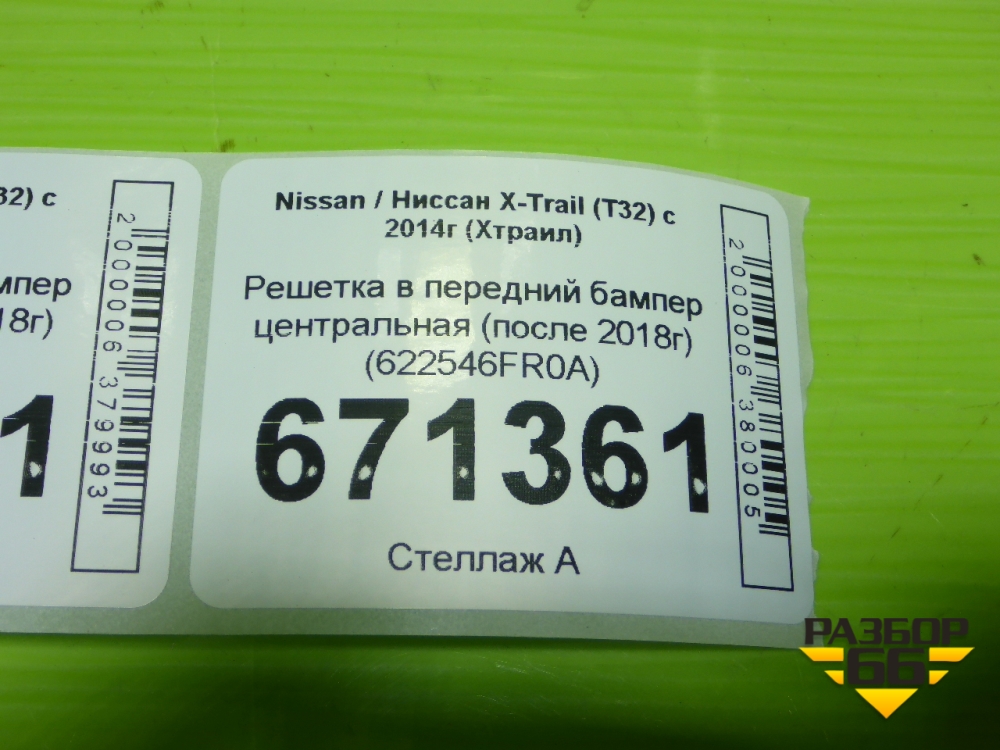 32) с
мпер
18г)
1
2000006379993
Nissan / Ниссан X-Trail (T32) с
2014г (Хтраил)
Решетка в передний бампер
центральная (после 2018г)
(622546FR0A)
671361
Стеллаж А
2000006380005
РАЗБОР
66